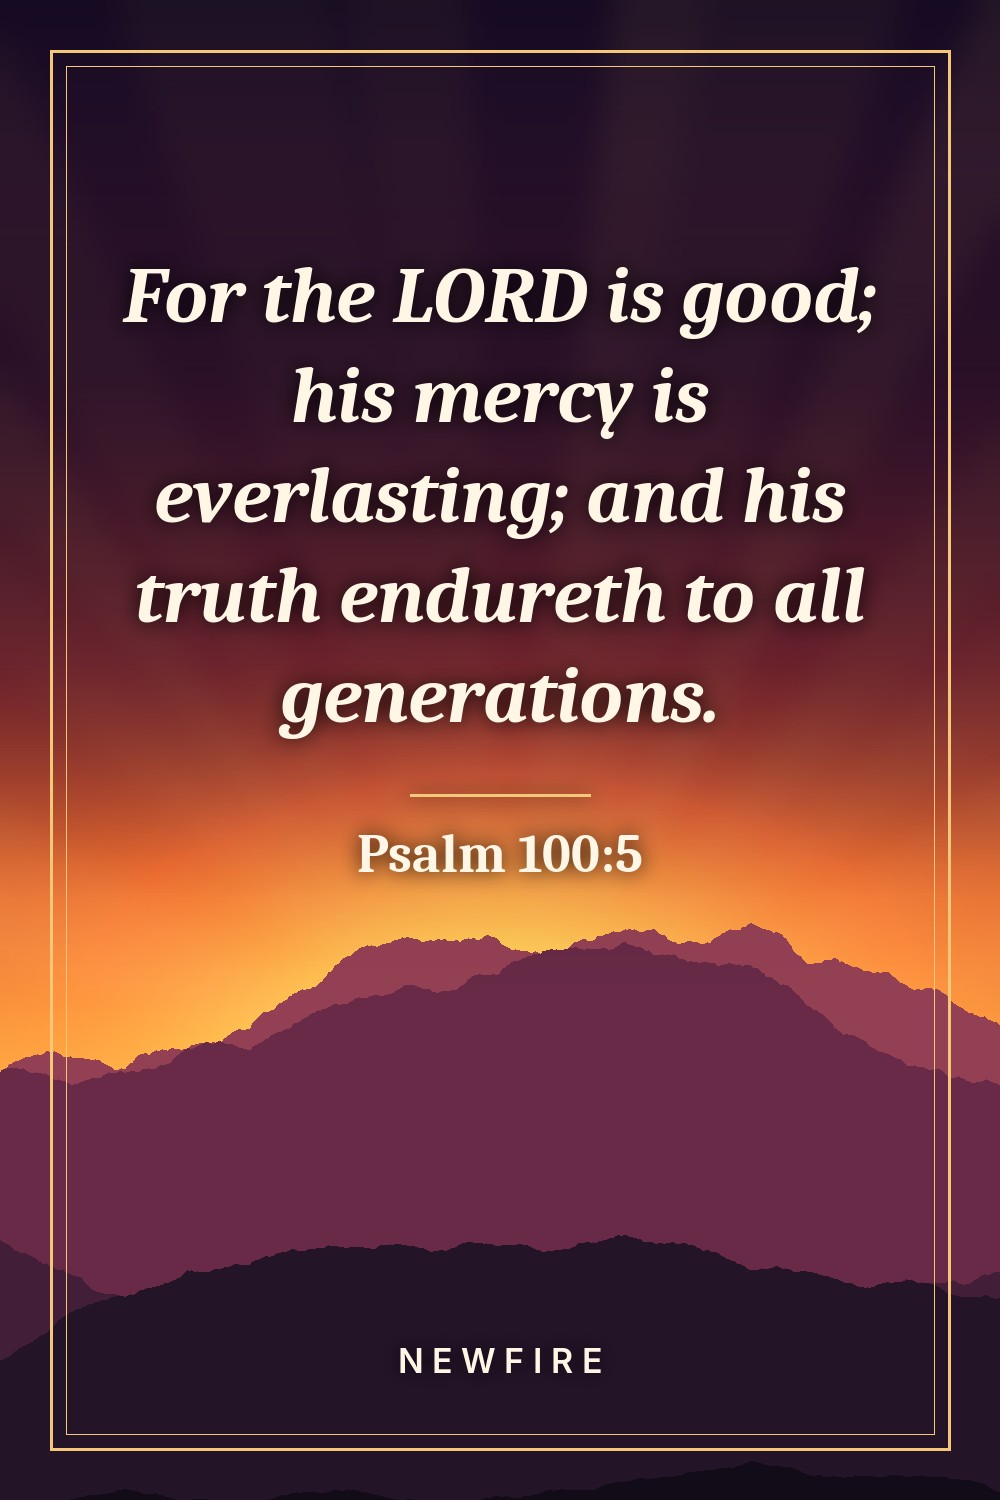 For the LORD is good;
his mercy is
everlasting; and his
truth endureth to all
generations.
Psalm 100:5
NEWFIRE